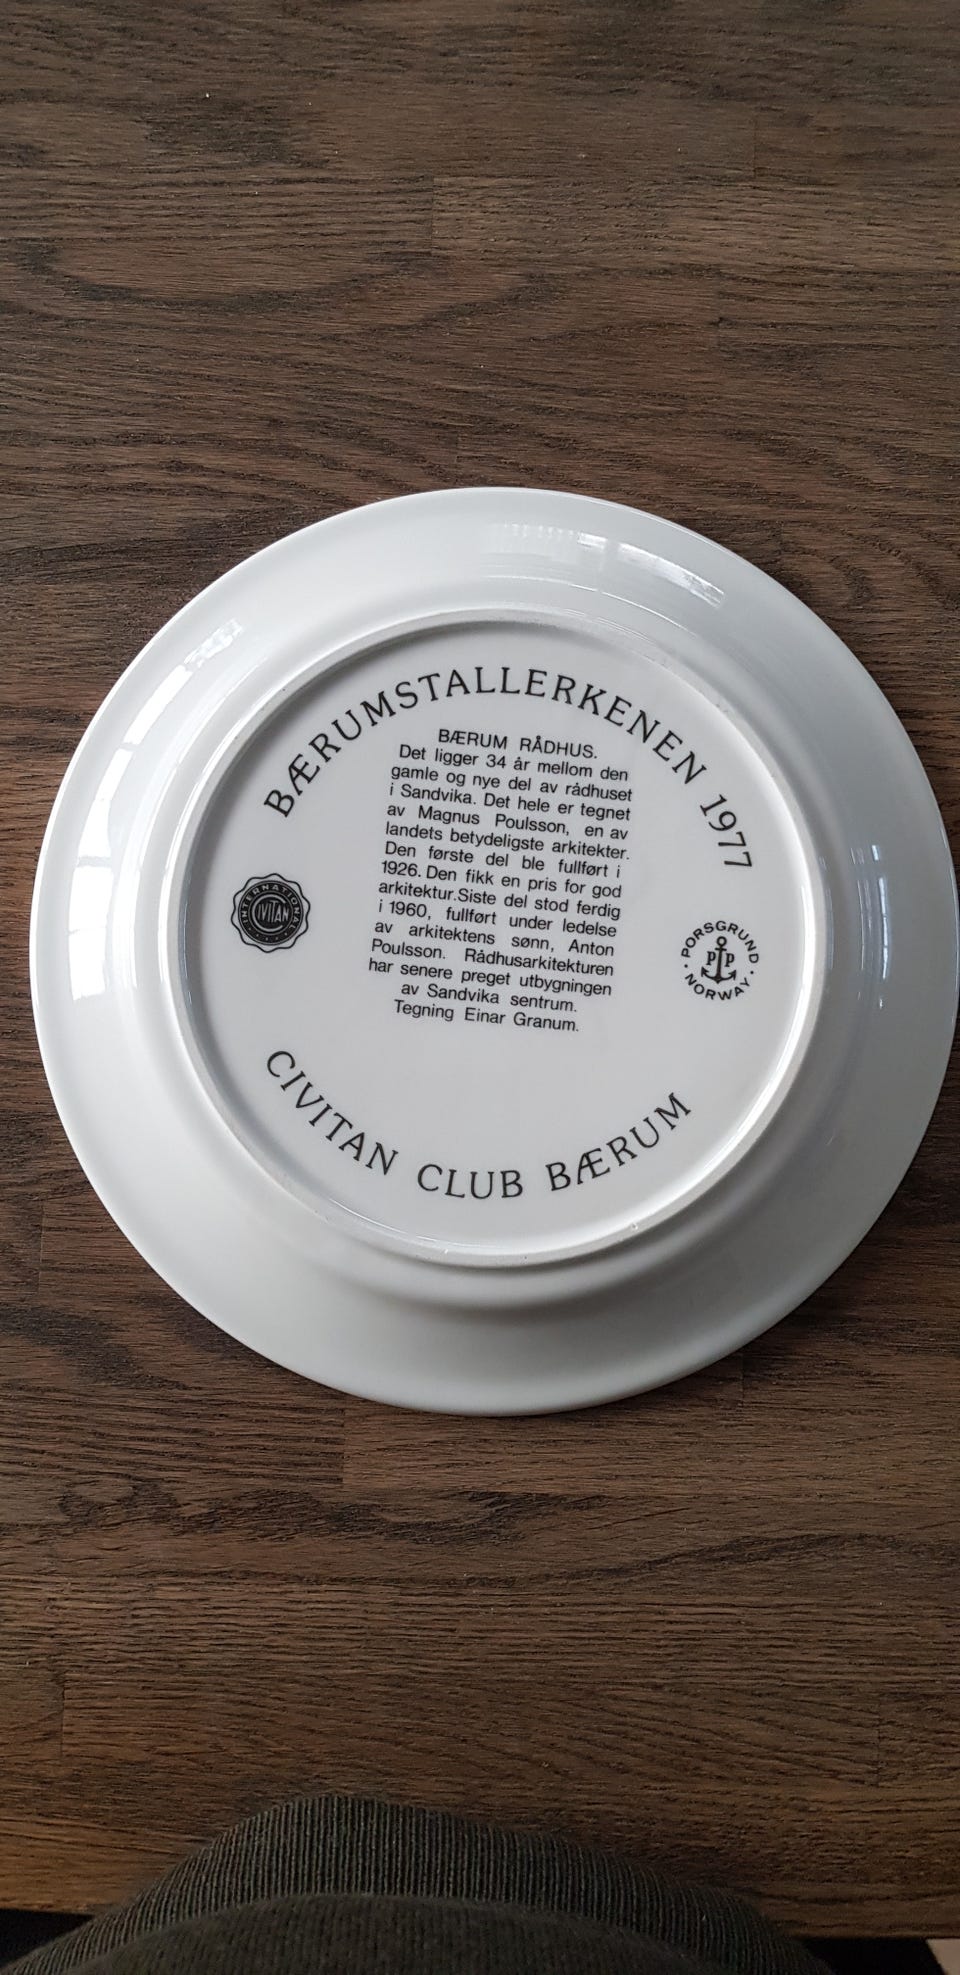 BÆRUMSTALLERKENEN 1977
BÆRUM RÅDHUS.
Det ligger 34 år mellom den
gamle og nye del av rådhuset
i Sandvika. Det hele er tegnet
av Magnus Poulsson, en av
landets betydeligste arkitekter.
Den første del ble fullført i
1926. Den fikk en pris for god
arkitektur.Siste del stod ferdig
i 1960, fullført under ledelse
av arkitektens sønn, Anton
Poulsson. Rådhusarkitekturen
har senere preget utbygningen
av Sandvika sentrum.
Tegning Einar Granum.
INTERNATIONAL
CIVITAN
PORSGRUND
P P
NORWAY
CIVITAN CLUB BÆRUM